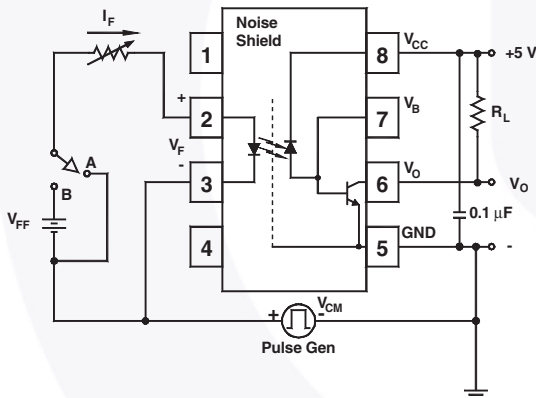 I_F
Noise
Shield
1
8
V_CC
+5 V
+
2
7
V_B
R_L
V_F
-
3
6
V_O
V_O
A
B
V_FF
0.1 μF
4
5
GND
-
+
V_CM
-
Pulse Gen